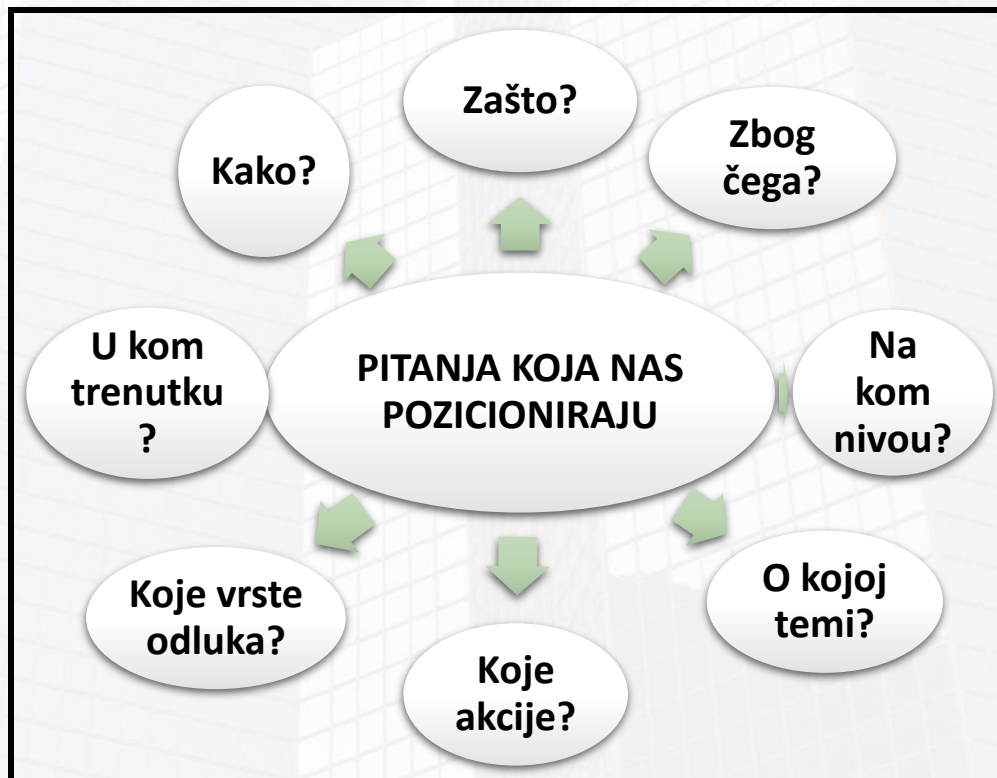 Zašto?
Zbog
čega?
Kako?
U kom
trenutku
?
PITANJA KOJA NAS
POZICIONIRAJU
Na
kom
nivou?
Koje vrste
odluka?
O kojoj
temi?
Koje
akcije?